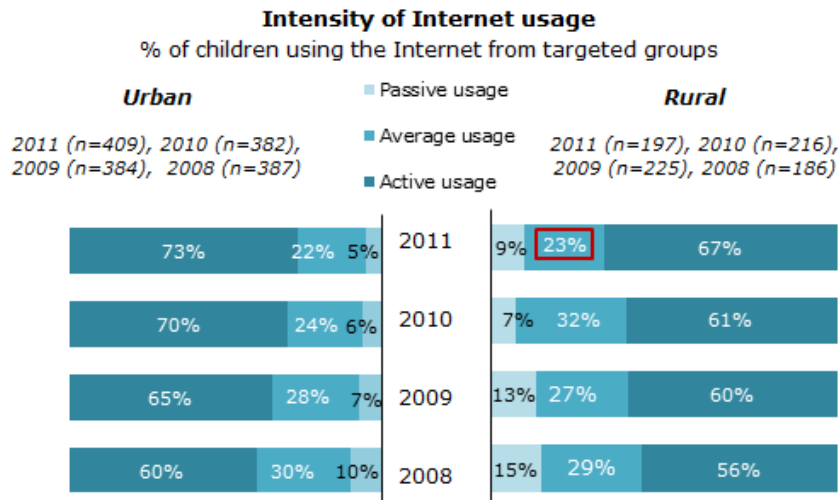 Intensity of Internet usage
% of children using the Internet from targeted groups
Urban
2011 (n=409), 2010 (n=382),
2009 (n=384), 2008 (n=387)
Passive usage
Average usage
Active usage
Rural
2011 (n=197), 2010 (n=216),
2009 (n=225), 2008 (n=186)
73% 22% 5% 2011 9% 23% 67%
70% 24% 6% 2010 7% 32% 61%
65% 28% 7% 2009 13% 27% 60%
60% 30% 10% 2008 15% 29% 56%